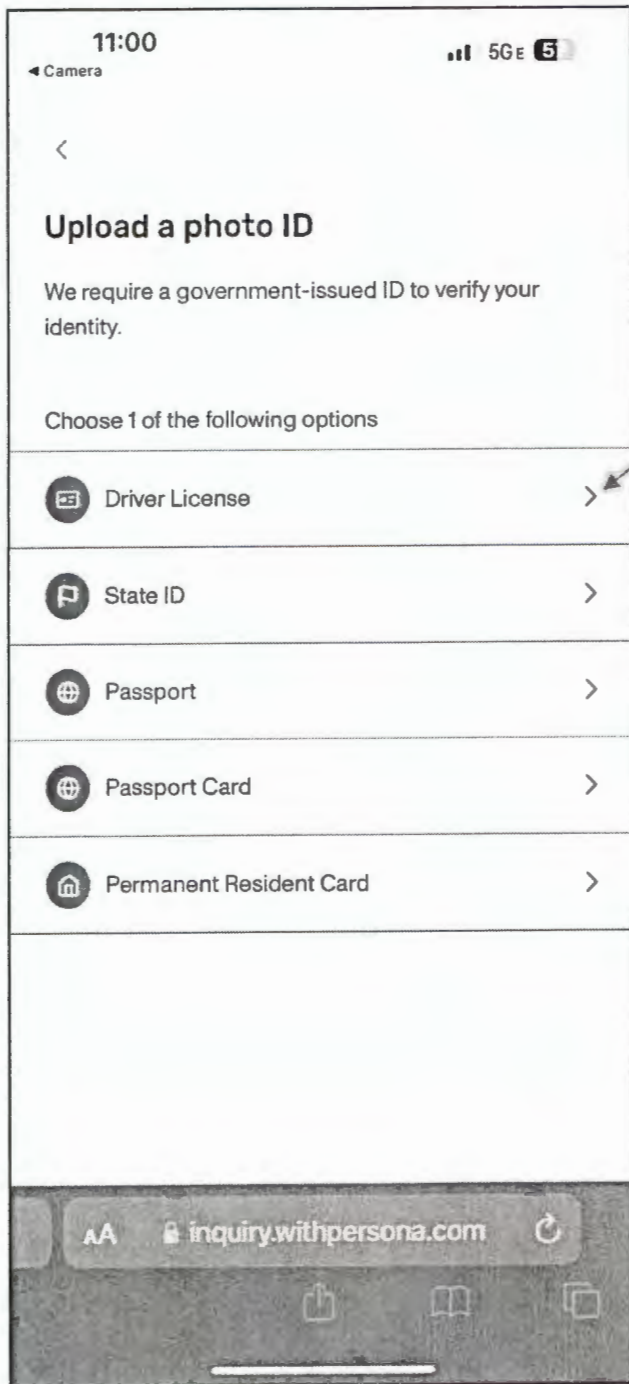 11:00
5GE 5
◀ Camera
Upload a photo ID
We require a government-issued ID to verify your
identity.
Choose 1 of the following options
Driver License
State ID
Passport
Passport Card
Permanent Resident Card
AA inquiry.withpersona.com